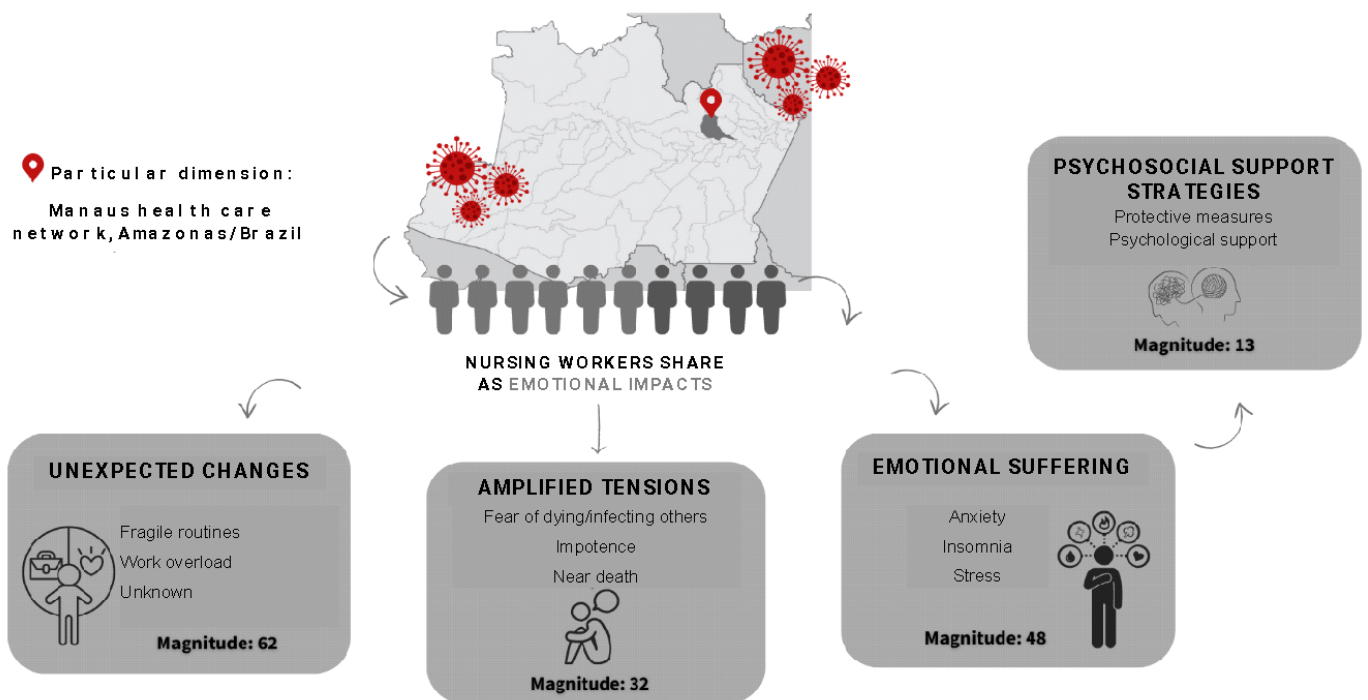 Particular dimension:
Manaus health care
network, Amazonas/Brazil
NURSING WORKERS SHARE
AS EMOTIONAL IMPACTS
UNEXPECTED CHANGES
Fragile routines
Work overload
Unknown
Magnitude: 62
AMPLIFIED TENSIONS
Fear of dying/infecting others
Impotence
Near death
Magnitude: 32
EMOTIONAL SUFFERING
Anxiety
Insomnia
Stress
Magnitude: 48
PSYCHOSOCIAL SUPPORT
STRATEGIES
Protective measures
Psychological support
Magnitude: 13